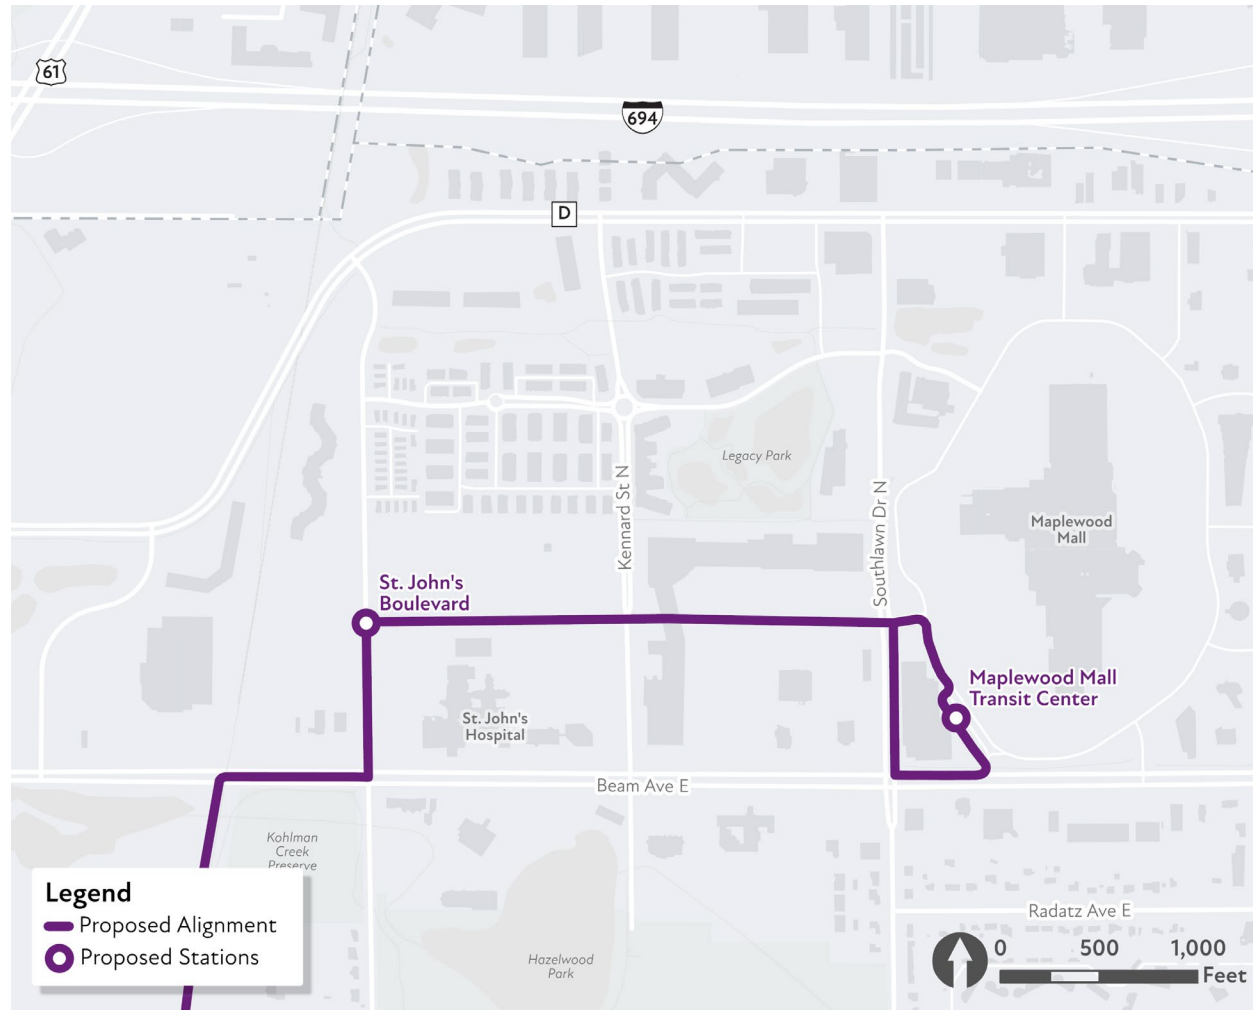 61
694
D
Legacy Park
Kennard St N
Southlawn Dr N
Maplewood
Mall
St. John's
Boulevard
Maplewood Mall
Transit Center
St. John's
Hospital
Beam Ave E
Kohlman
Creek
Preserve
Legend
Proposed Alignment
Proposed Stations
Radatz Ave E
Hazelwood
Park
0 500 1,000
Feet